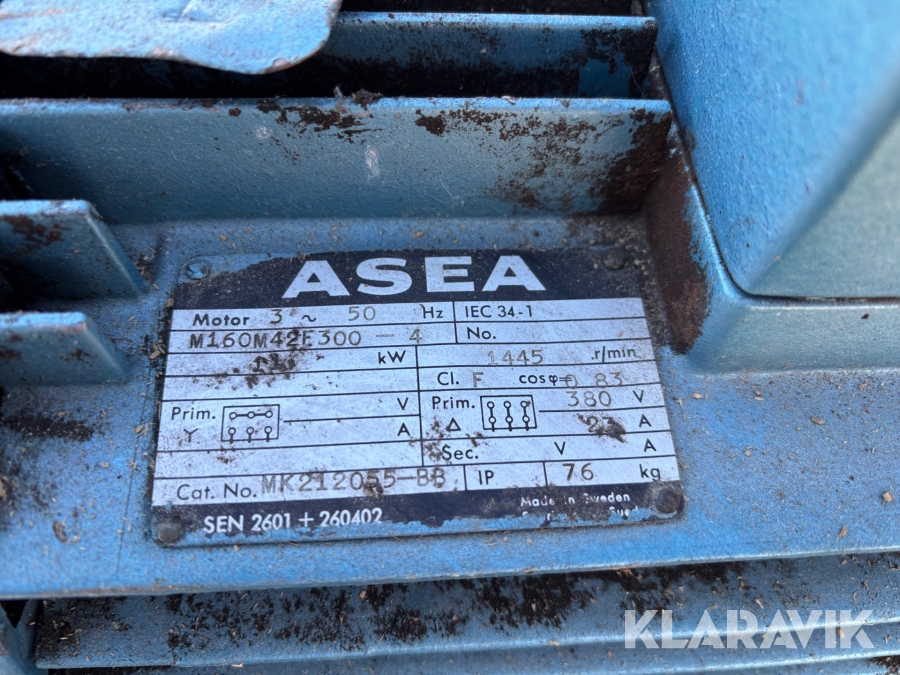 ASEA
Motor 3 ~ 50 Hz IEC 34-1
M160M42F300-4 No.
kW 1445 r/min
Cl. F cosφ 0 83
Prim. V Prim. 380 V
Y A Δ A
Sec. V A
Cat. No. MK212055-BB IP 76 kg
SEN 2601 + 260402 Made in Sweden
KLARAVIK